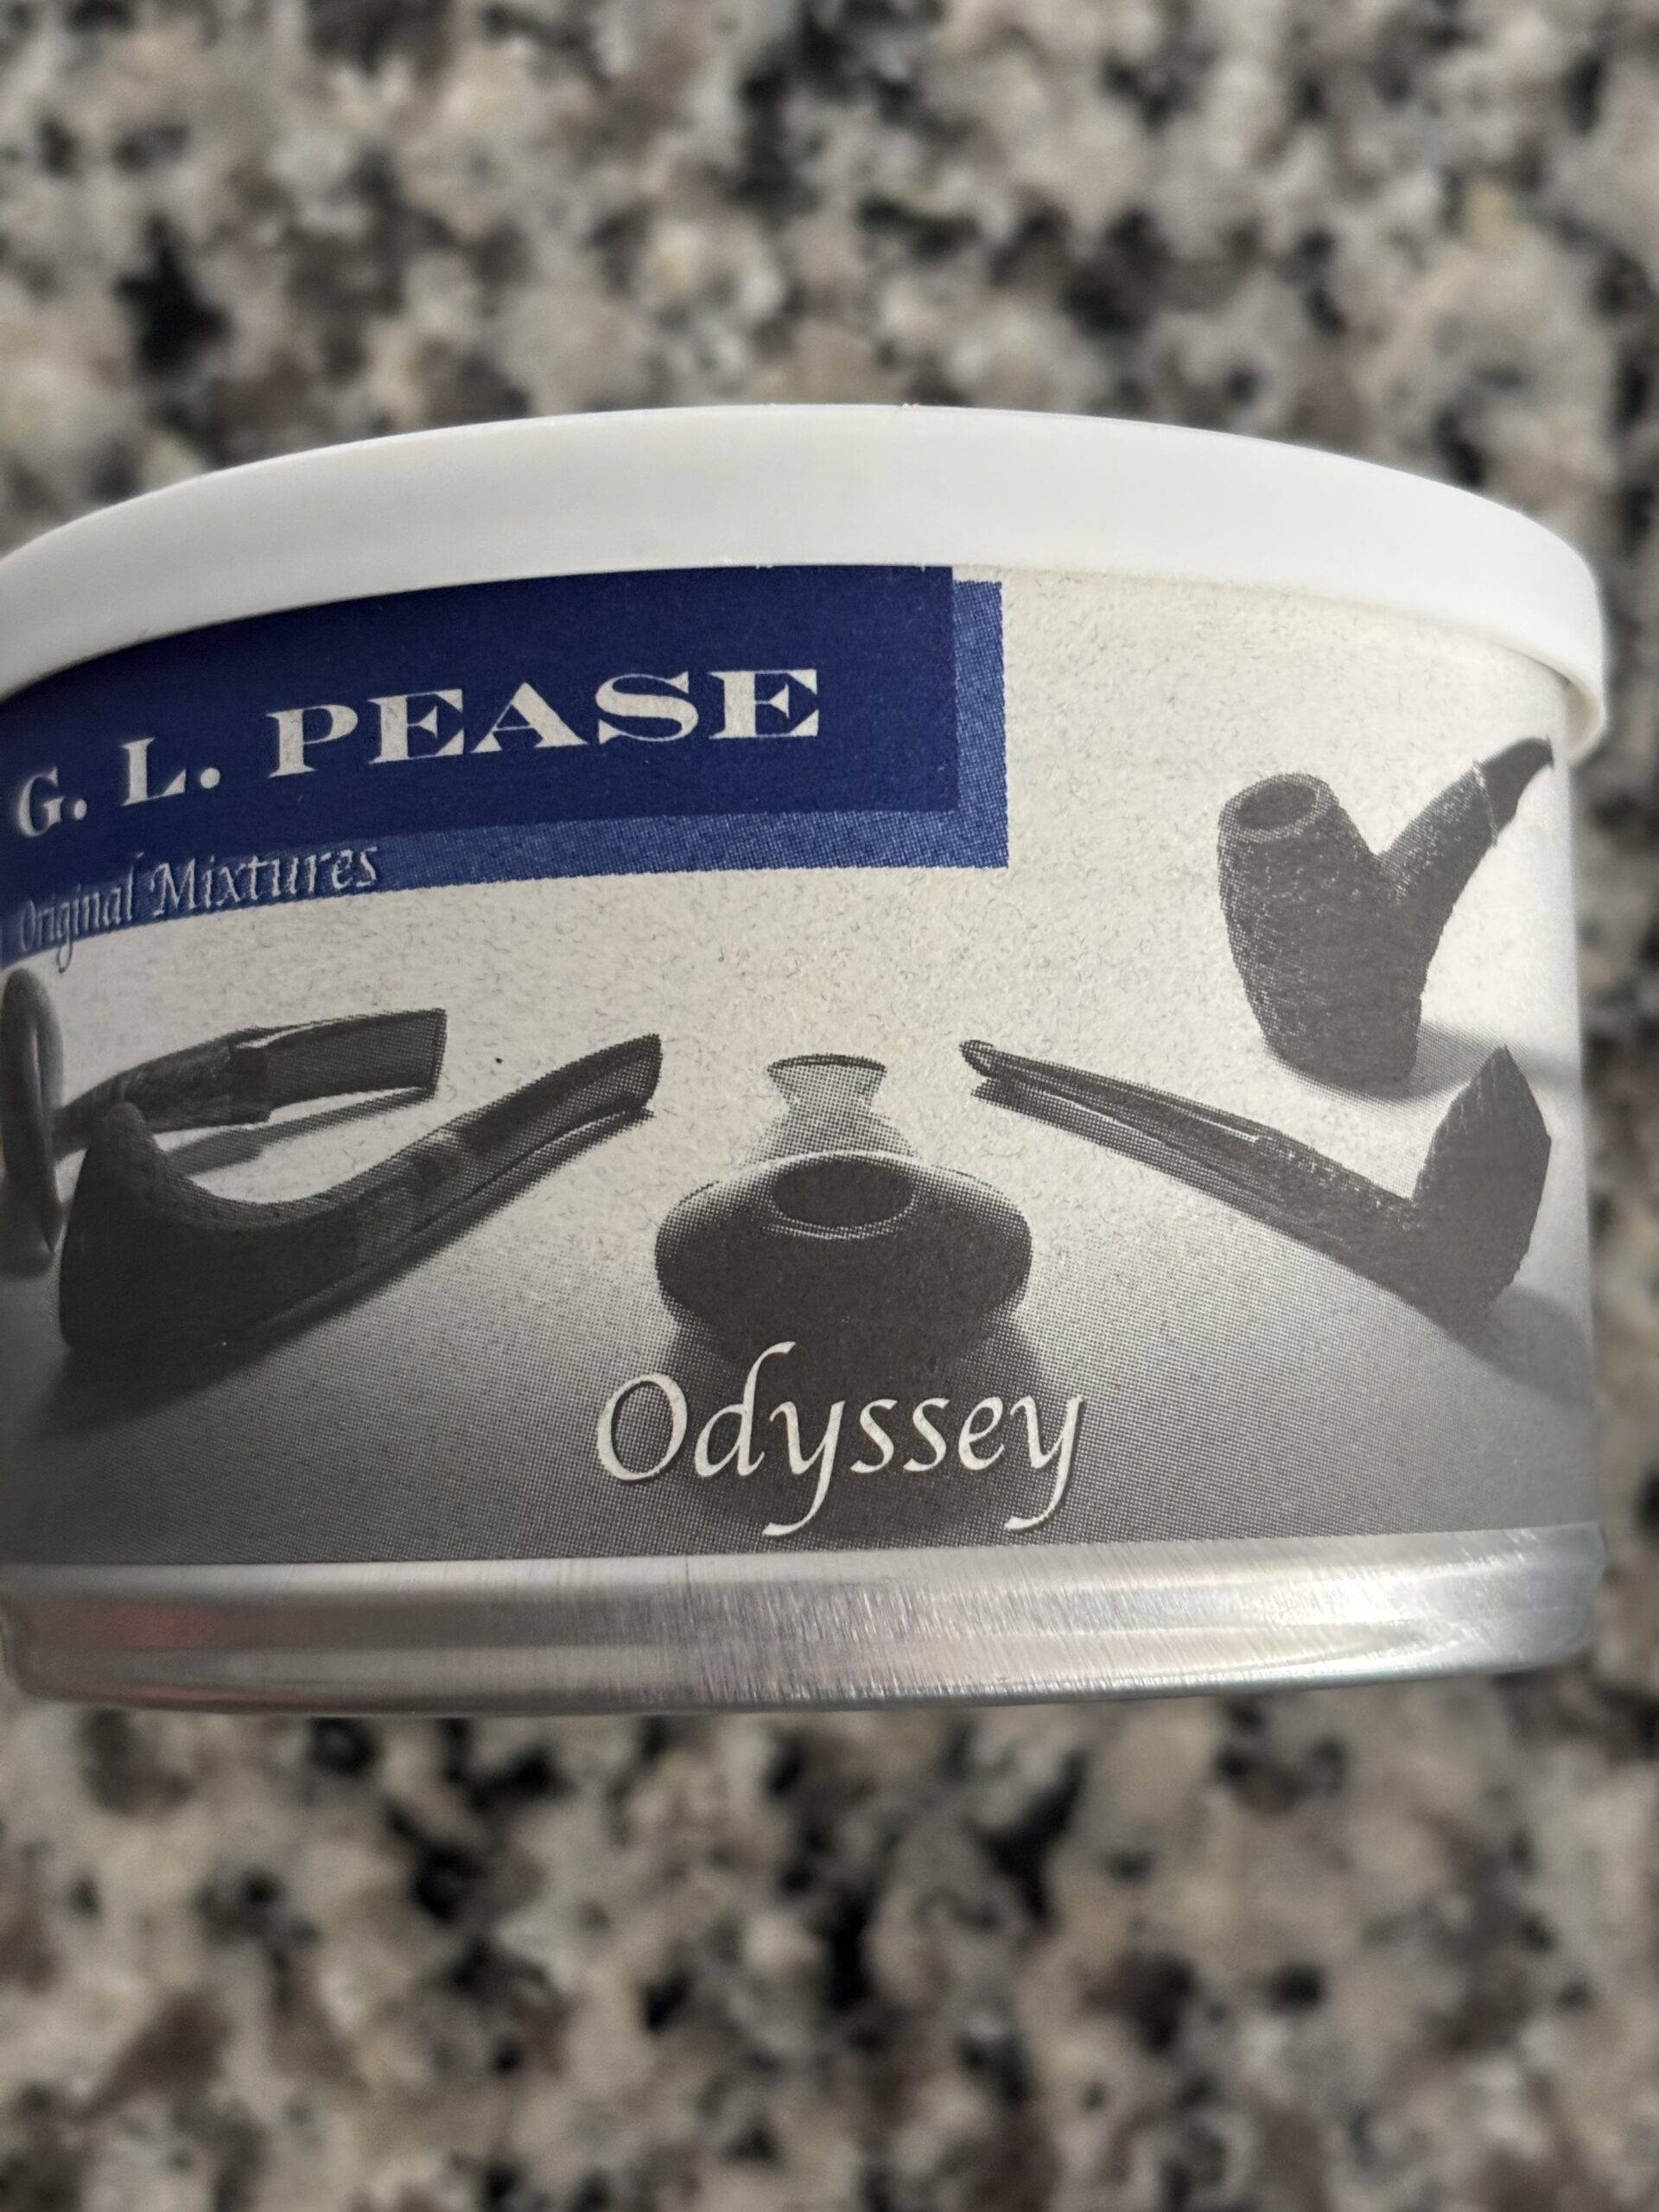 G. L. PEASE
Original Mixtures
Odyssey